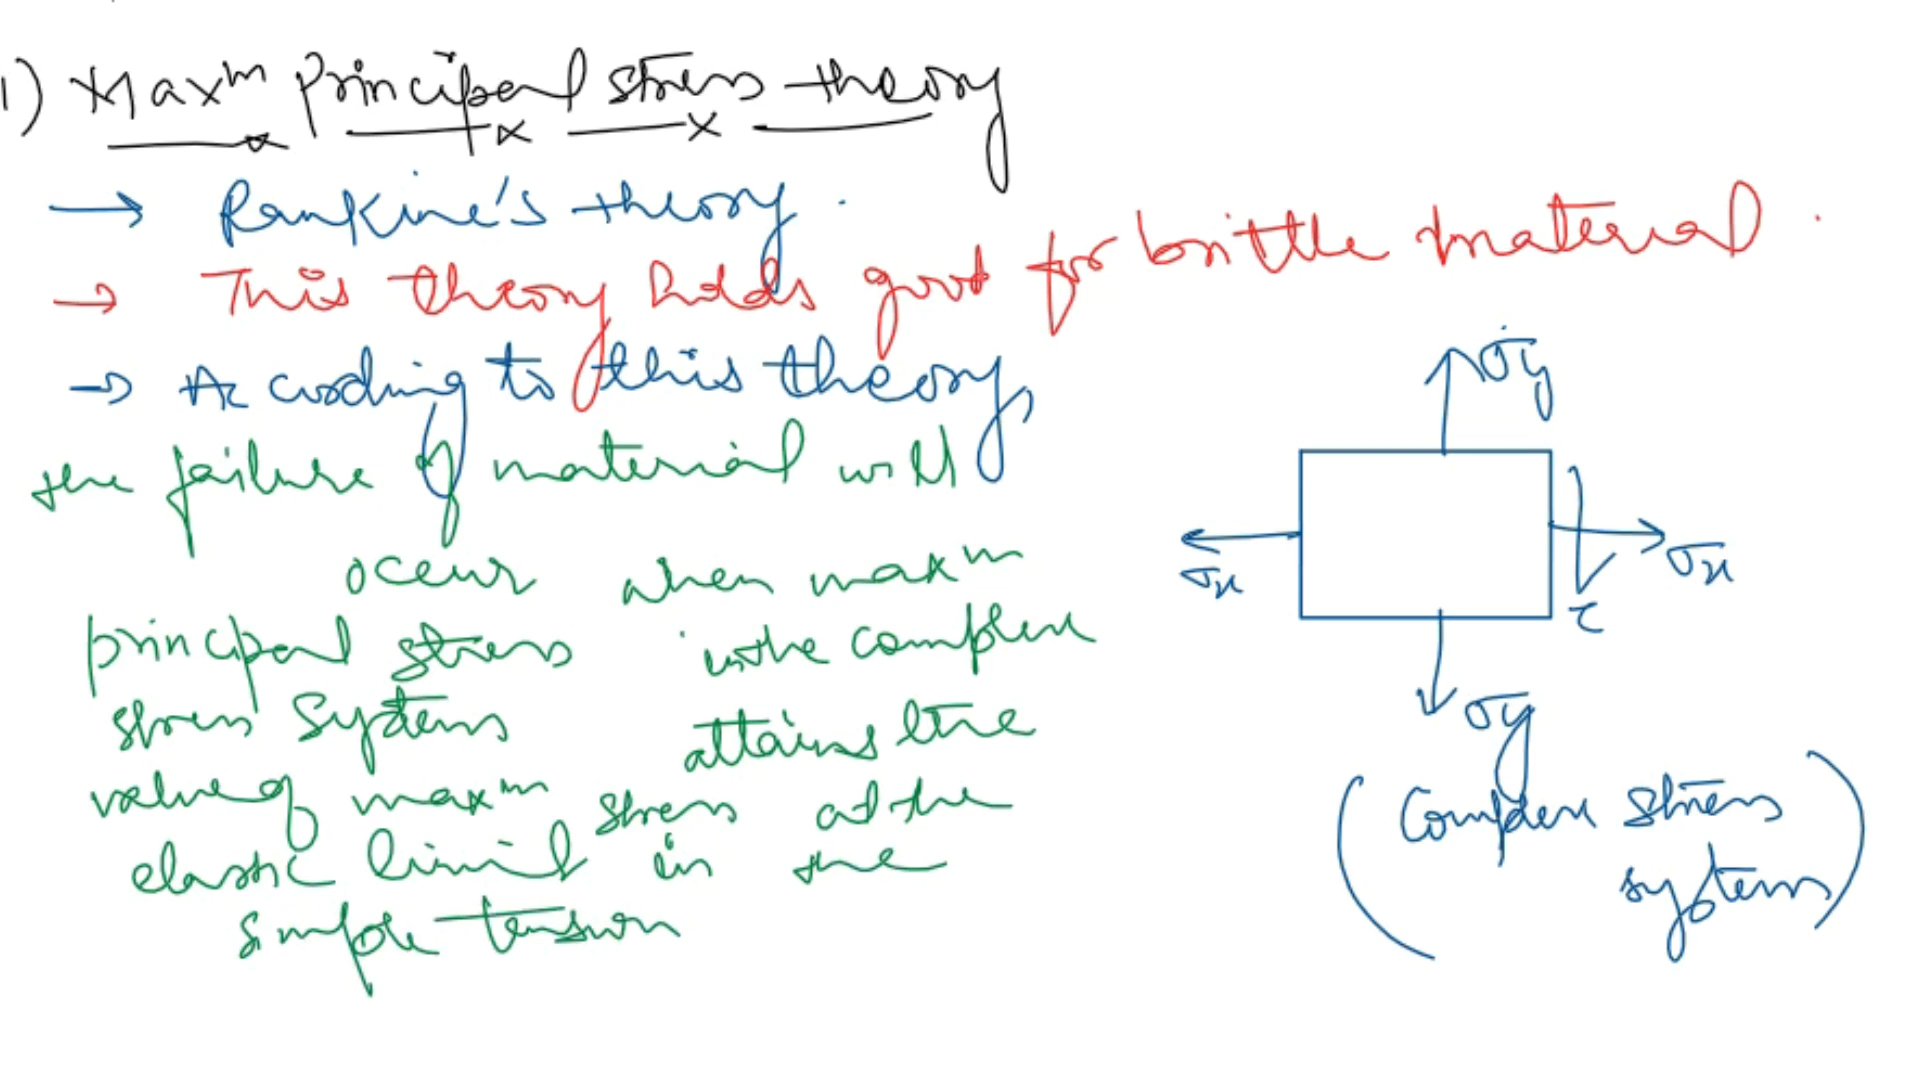 1) Maxm principal stress theory
→ Rankine's theory.
→ This theory holds good for brittle material.
→ According to this theory,
the failure of material will
occur when maxm
principal stress in the complex
stress system attains the
value of maxm stress at the
elastic limit in the
simple tension
σy
σx
σx
τ
σy
(Complex stress
system)